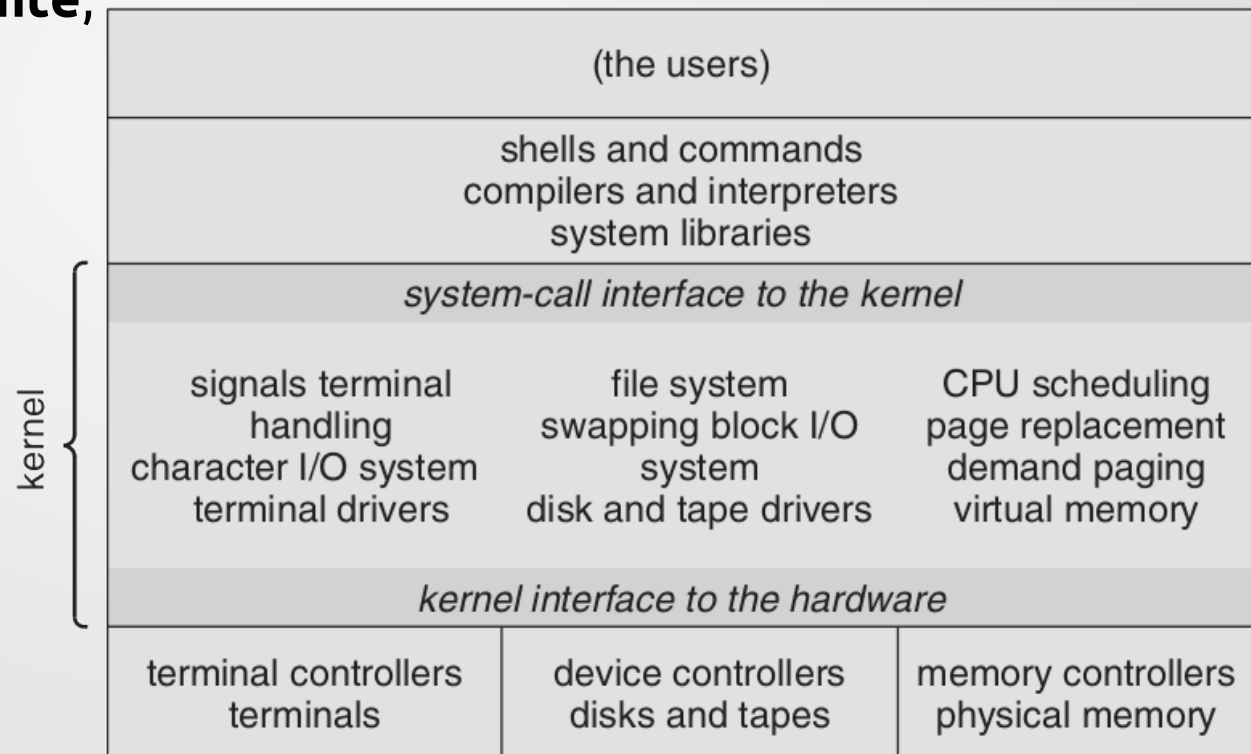 (the users)
shells and commands
compilers and interpreters
system libraries
system-call interface to the kernel
kernel
signals terminal
handling
character I/O system
terminal drivers
file system
swapping block I/O
system
disk and tape drivers
CPU scheduling
page replacement
demand paging
virtual memory
kernel interface to the hardware
terminal controllers
terminals
device controllers
disks and tapes
memory controllers
physical memory